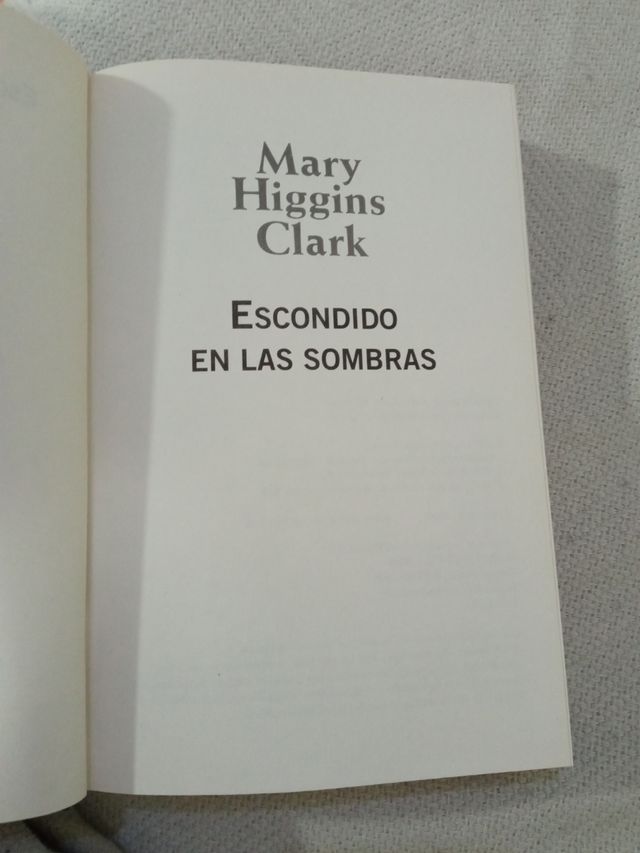 Mary
Higgins
Clark
ESCONDIDO
EN LAS SOMBRAS